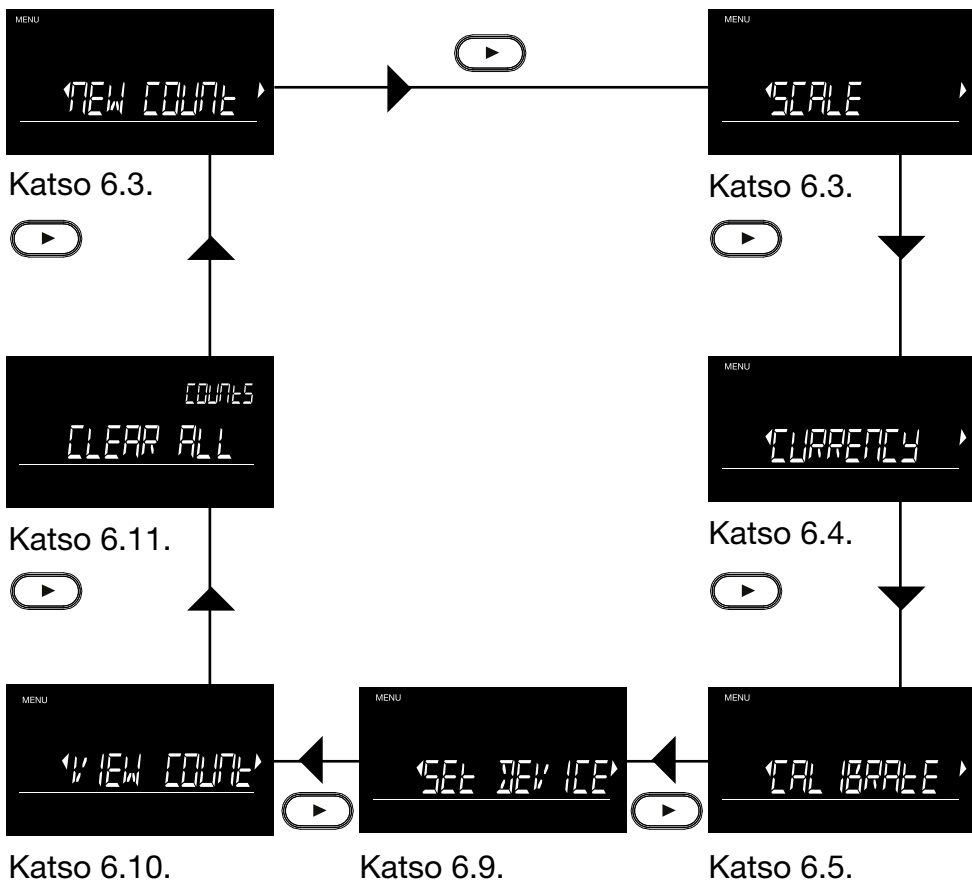 MENU
NEW COUNT
Katso 6.3.
MENU
SCALE
Katso 6.3.
COUNTS
CLEAR ALL
Katso 6.11.
MENU
CURRENCY
Katso 6.4.
MENU
VIEW COUNT
Katso 6.10.
MENU
SET DEVICE
Katso 6.9.
MENU
CALIBRATE
Katso 6.5.